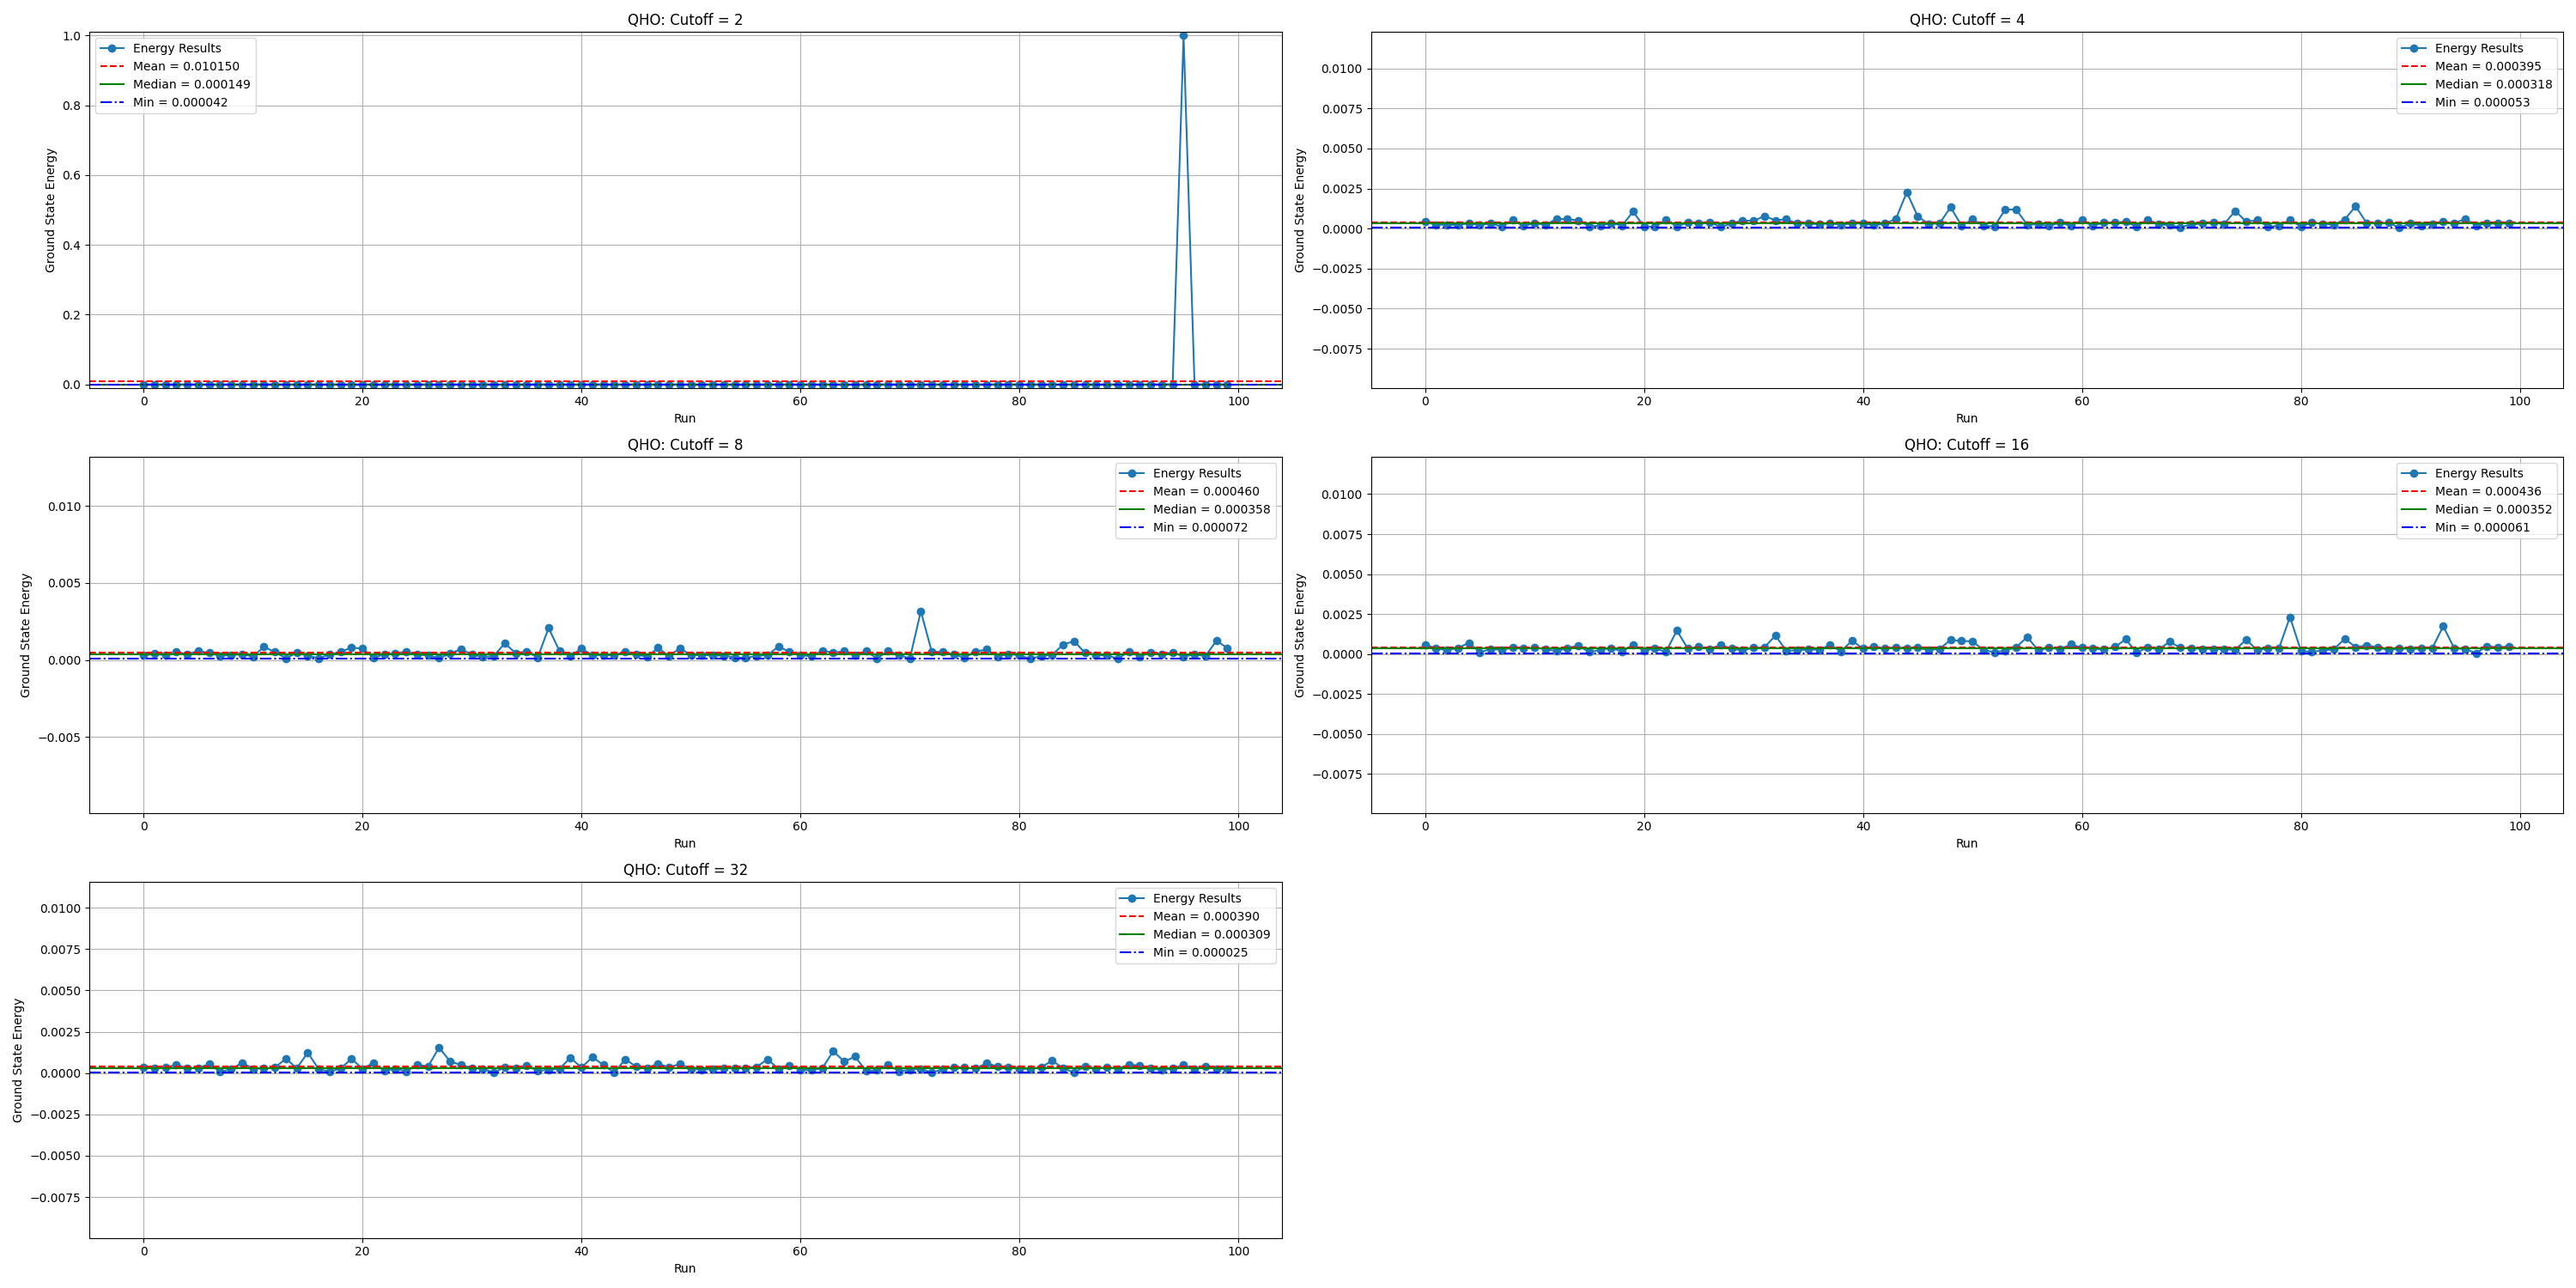 QHO: Cutoff = 2
Ground State Energy
1.0
0.8
0.6
0.4
0.2
0.0
Energy Results
Mean = 0.010150
Median = 0.000149
Min = 0.000042
0
20
40
60
80
100
Run
QHO: Cutoff = 4
Ground State Energy
0.0100
0.0075
0.0050
0.0025
0.0000
−0.0025
−0.0050
−0.0075
Energy Results
Mean = 0.000395
Median = 0.000318
Min = 0.000053
0
20
40
60
80
100
Run
QHO: Cutoff = 8
Ground State Energy
0.010
0.005
0.000
−0.005
Energy Results
Mean = 0.000460
Median = 0.000358
Min = 0.000072
0
20
40
60
80
100
Run
QHO: Cutoff = 16
Ground State Energy
0.0100
0.0075
0.0050
0.0025
0.0000
−0.0025
−0.0050
−0.0075
Energy Results
Mean = 0.000436
Median = 0.000352
Min = 0.000061
0
20
40
60
80
100
Run
QHO: Cutoff = 32
Ground State Energy
0.0100
0.0075
0.0050
0.0025
0.0000
−0.0025
−0.0050
−0.0075
Energy Results
Mean = 0.000390
Median = 0.000309
Min = 0.000025
0
20
40
60
80
100
Run